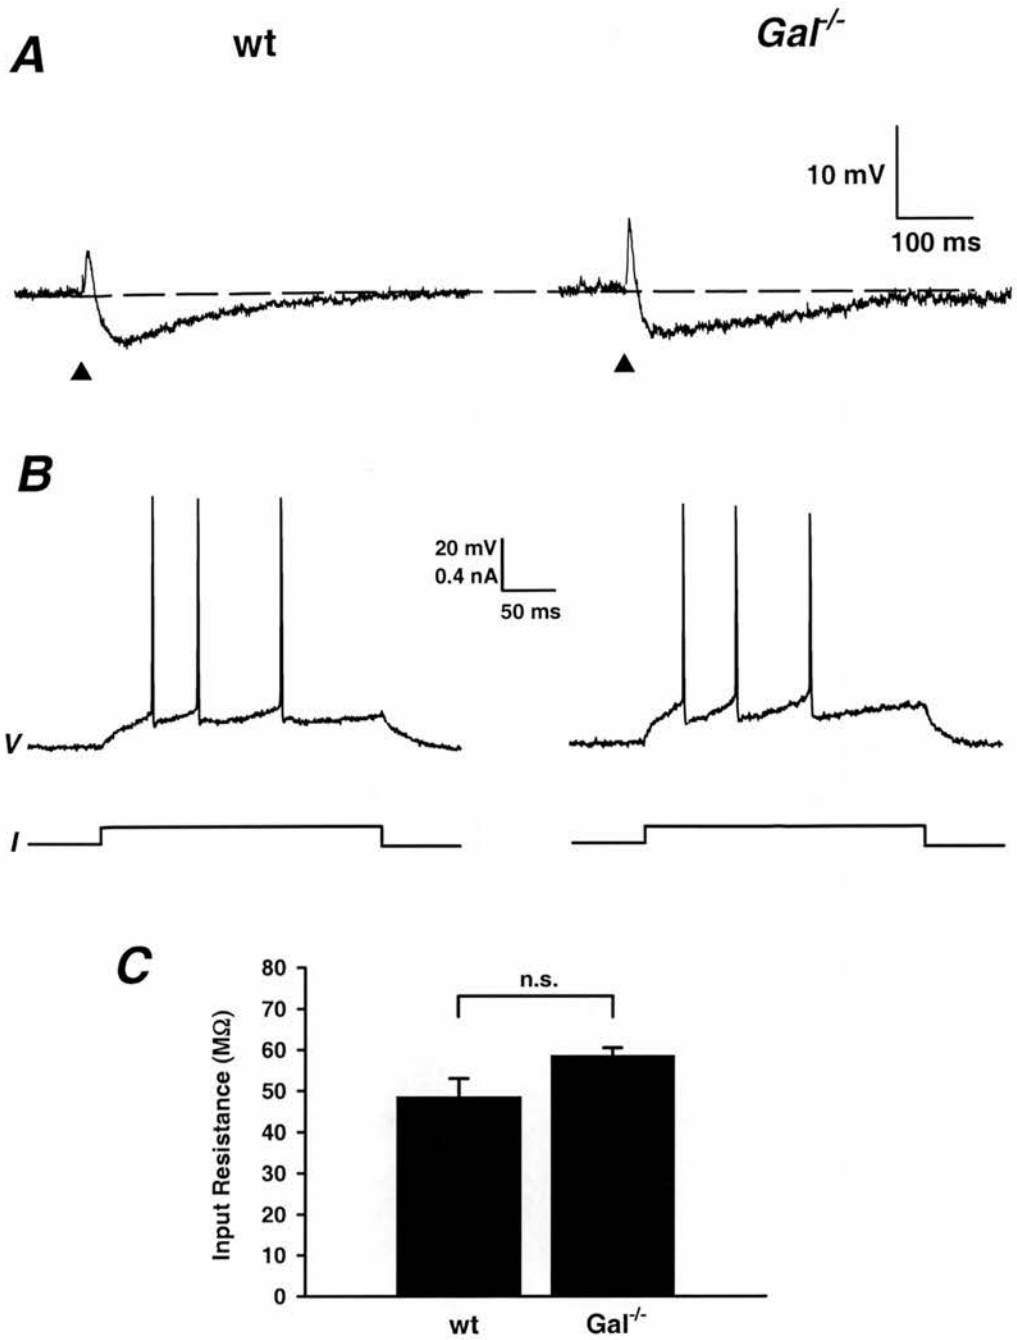 A
wt
Gal-/-
10 mV
100 ms
B
20 mV
0.4 nA
50 ms
V
I
C
n.s.
Input Resistance (MΩ)
80
70
60
50
40
30
20
10
0
wt
Gal-/-